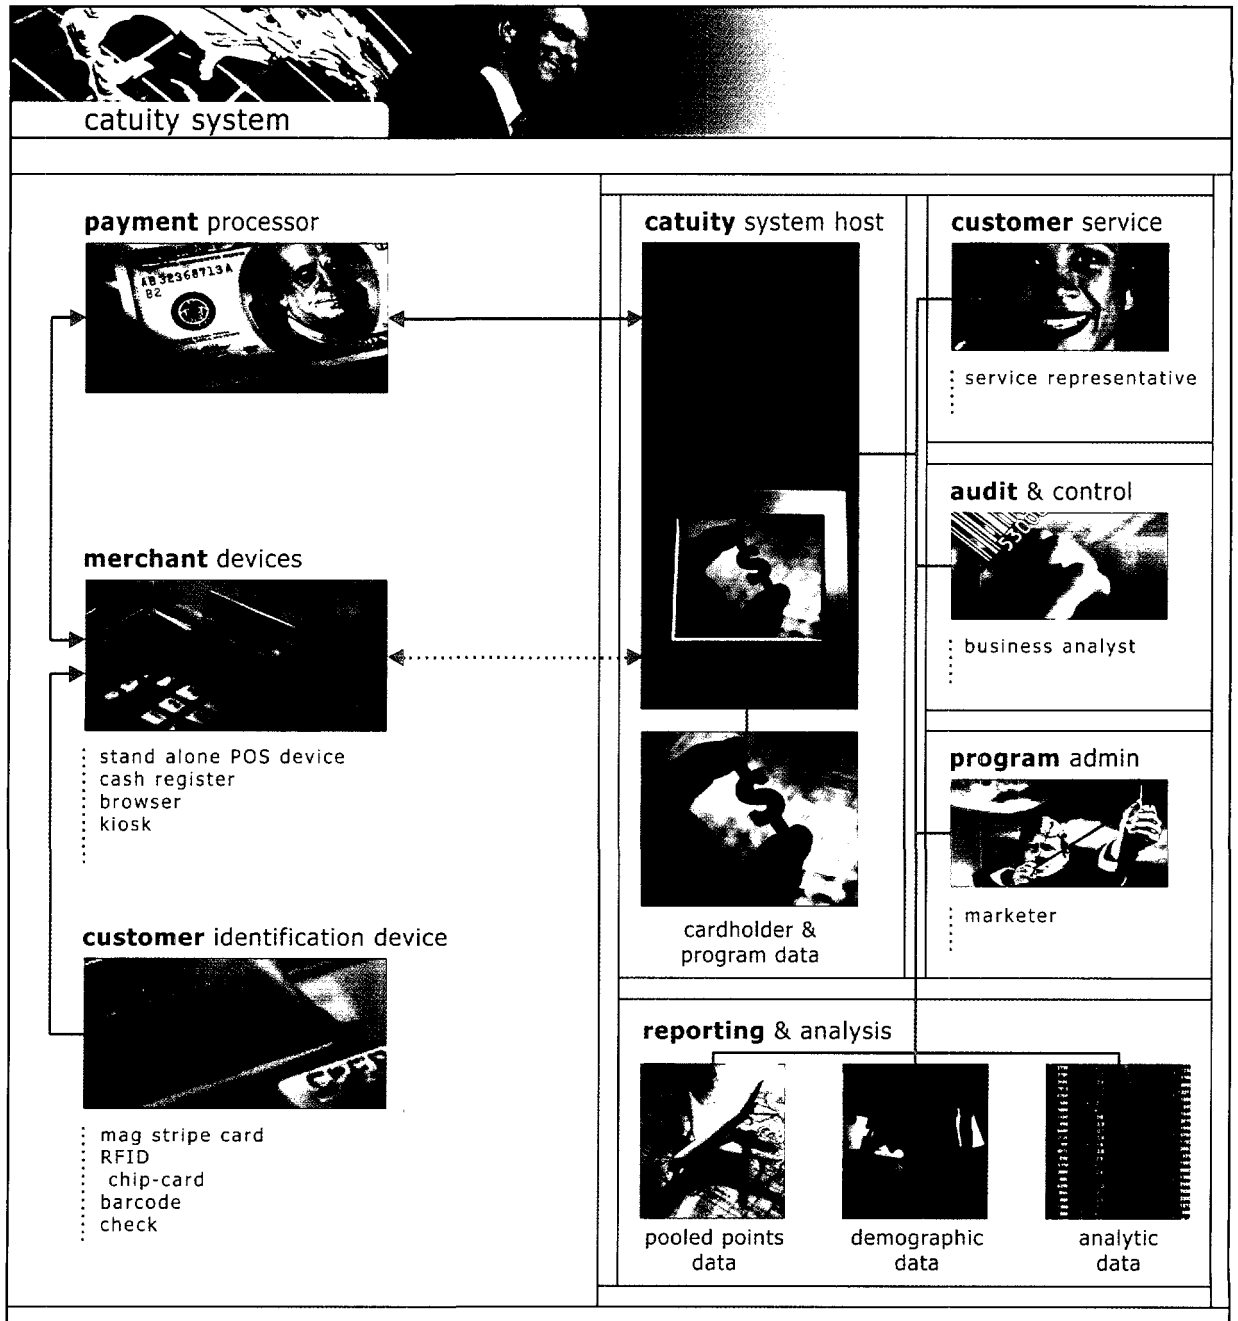 catuity system
payment processor
AB32368713A
B2
merchant devices
stand alone POS device
cash register
browser
kiosk
customer identification device
mag stripe card
RFID
chip-card
barcode
check
catuity system host
cardholder &
program data
customer service
service representative
audit & control
business analyst
program admin
marketer
reporting & analysis
pooled points
data
demographic
data
analytic
data